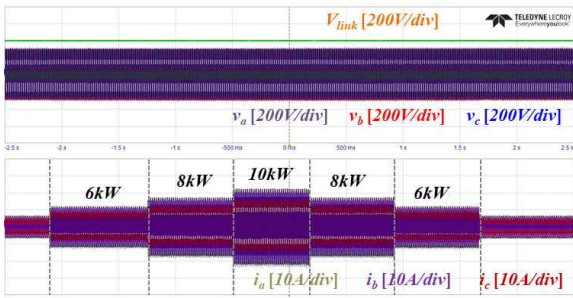 V_link [200V/div]
TELEDYNE LECROY
Everywhereyoulook™
v_a [200V/div] v_b [200V/div] v_c [200V/div]
-2.5 s -2 s -1.5 s -1 s -500 ms 0.0 ms 500 ms 1 s 1.5 s 2 s 2.5 s
6kW 8kW 10kW 8kW 6kW
i_a [10A/div] i_b [10A/div] i_c [10A/div]